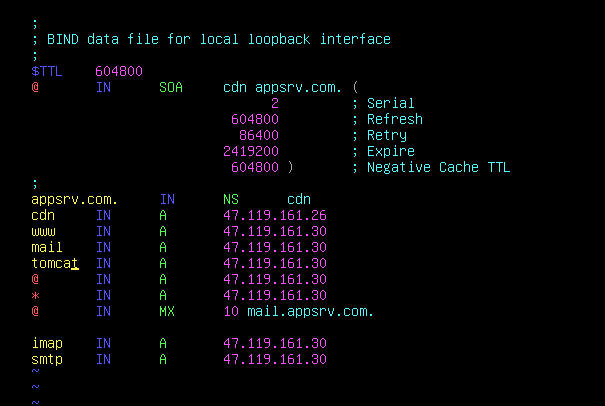 ;
; BIND data file for local loopback interface
;
$TTL    604800
@       IN      SOA     cdn appsrv.com. (
                              2         ; Serial
                         604800         ; Refresh
                          86400         ; Retry
                        2419200         ; Expire
                         604800 )       ; Negative Cache TTL
;
appsrv.com.     IN      NS      cdn
cdn     IN      A       47.119.161.26
www     IN      A       47.119.161.30
mail    IN      A       47.119.161.30
tomcat  IN      A       47.119.161.30
@       IN      A       47.119.161.30
*       IN      A       47.119.161.30
@       IN      MX      10 mail.appsrv.com.
imap    IN      A       47.119.161.30
smtp    IN      A       47.119.161.30
~
~
~